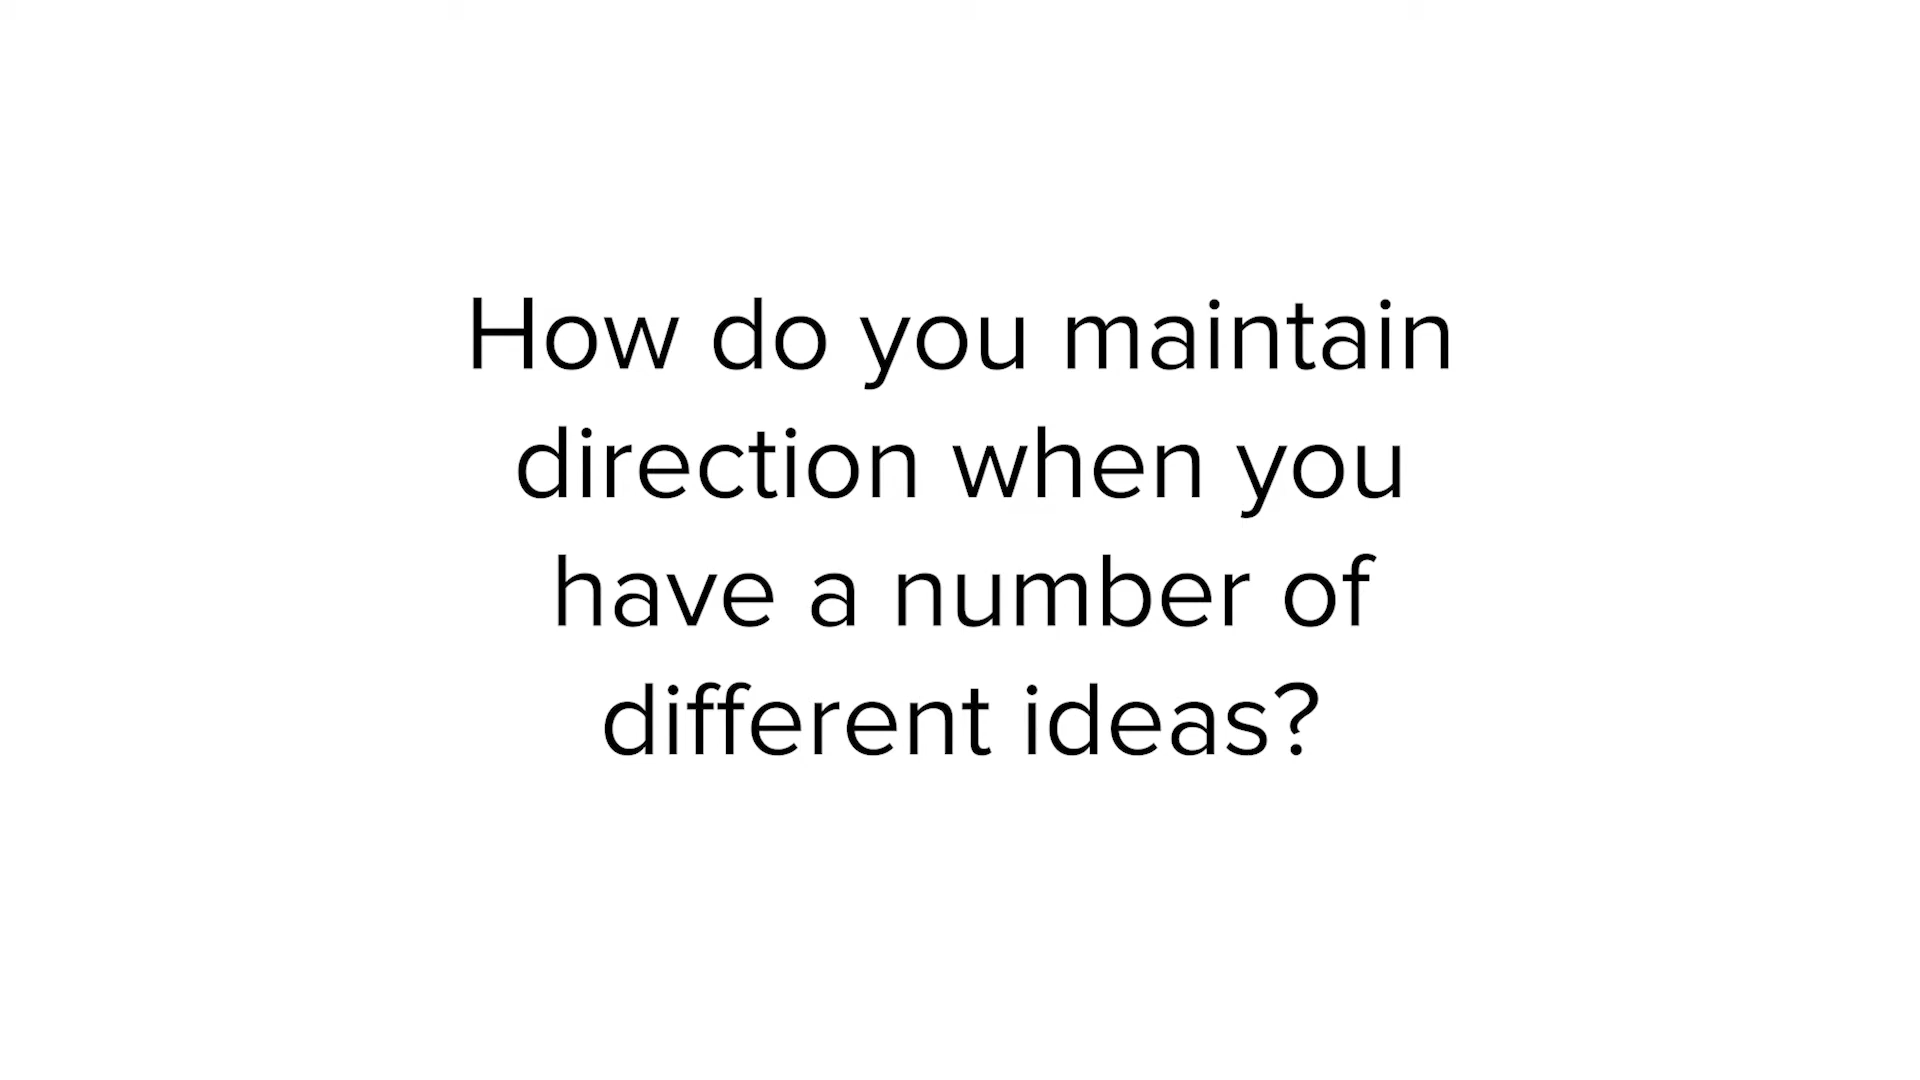 How do you maintain
direction when you
have a number of
different ideas?